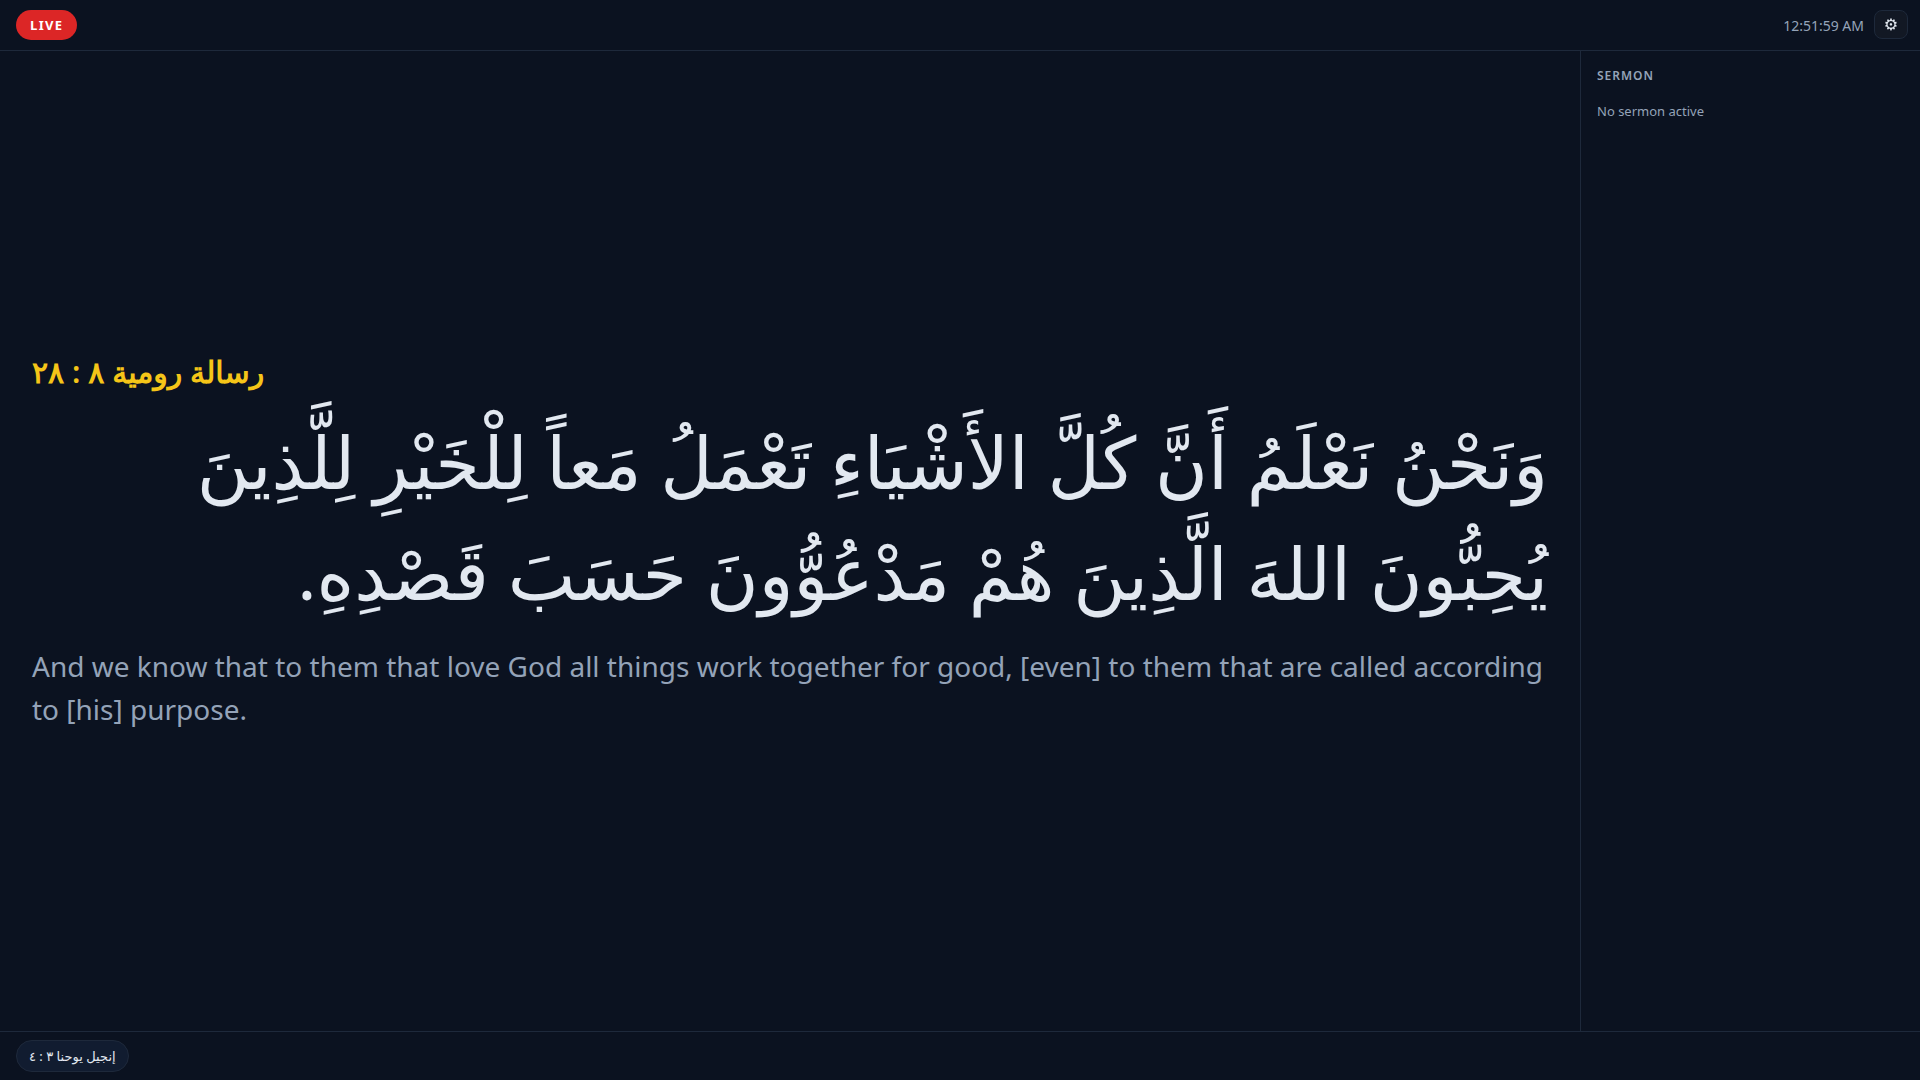 LIVE
12:51:59 AM
⚙
SERMON
No sermon active
رسالة رومية ٨ : ٢٨
وَنَحْنُ نَعْلَمُ أَنَّ كُلَّ الأَشْيَاءِ تَعْمَلُ مَعاً لِلْخَيْرِ لِلَّذِينَ
يُحِبُّونَ اللهَ الَّذِينَ هُمْ مَدْعُوُّونَ حَسَبَ قَصْدِهِ.
And we know that to them that love God all things work together for good, [even] to them that are called according
to [his] purpose.
إنجيل يوحنا ٣ : ٤